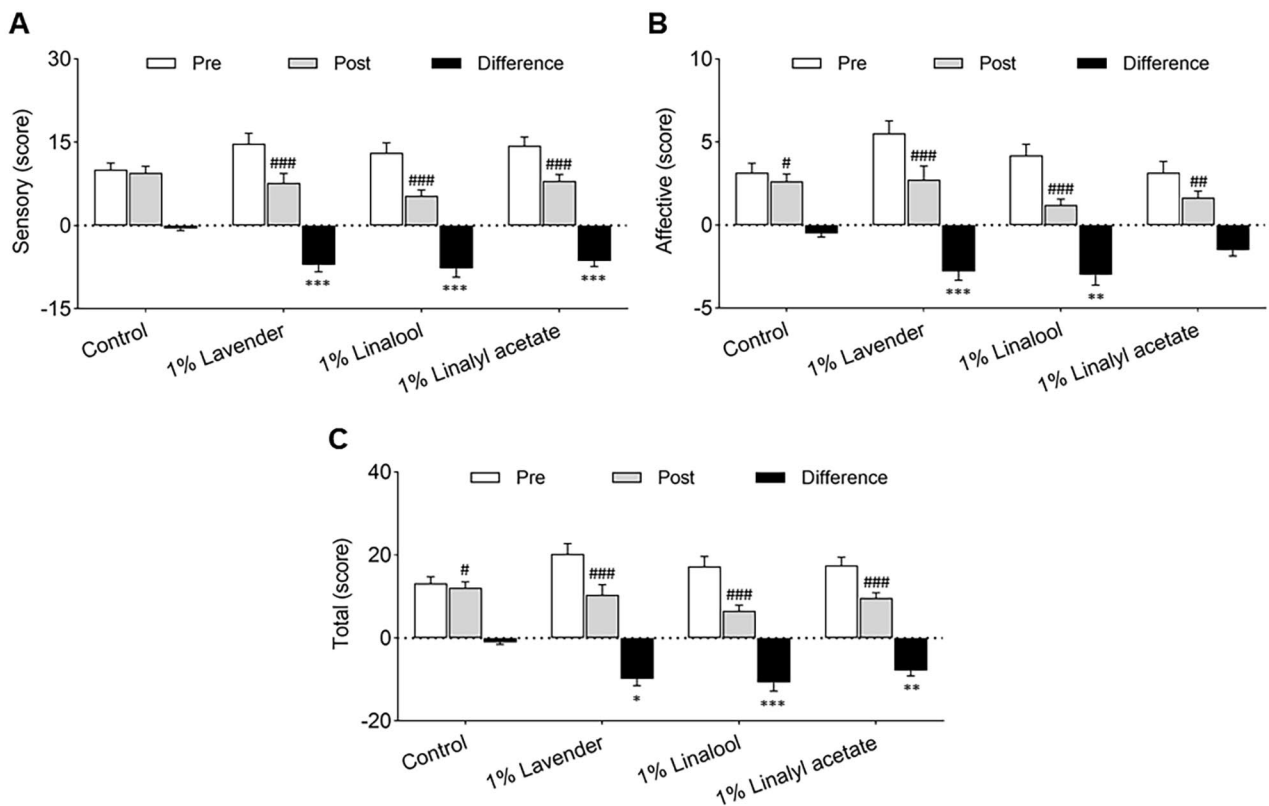 A
Pre Post Difference
30
15
0
-15
Sensory (score)
###
###
###
***
***
***
Control
1% Lavender
1% Linalool
1% Linalyl acetate
B
Pre Post Difference
10
5
0
-5
Affective (score)
#
###
###
##
***
**
Control
1% Lavender
1% Linalool
1% Linalyl acetate
C
Pre Post Difference
40
20
0
-20
Total (score)
#
###
###
###
*
***
**
Control
1% Lavender
1% Linalool
1% Linalyl acetate